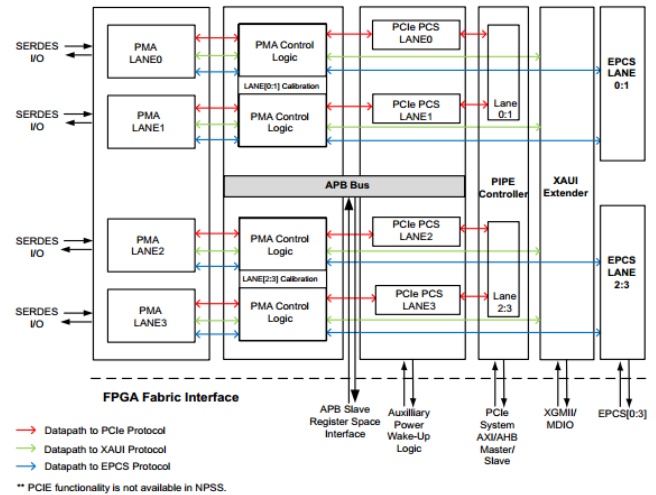 SERDES
I/O
PMA
LANE0
PMA Control
Logic
PCIe PCS
LANE0
LANE[0:1] Calibration
SERDES
I/O
PMA
LANE1
PMA Control
Logic
PCIe PCS
LANE1
Lane
0:1
EPCS
LANE
0:1
APB Bus
PIPE
Controller
XAUI
Extender
SERDES
I/O
PMA
LANE2
PMA Control
Logic
PCIe PCS
LANE2
LANE[2:3] Calibration
SERDES
I/O
PMA
LANE3
PMA Control
Logic
PCIe PCS
LANE3
Lane
2:3
EPCS
LANE
2:3
FPGA Fabric Interface
APB Slave
Register Space
Interface
Auxilliary
Power
Wake-Up
Logic
PCIe
System
AXI/AHB
Master/
Slave
XGMII/
MDIO
EPCS[0:3]
Datapath to PCIe Protocol
Datapath to XAUI Protocol
Datapath to EPCS Protocol
** PCIE functionality is not available in NPSS.